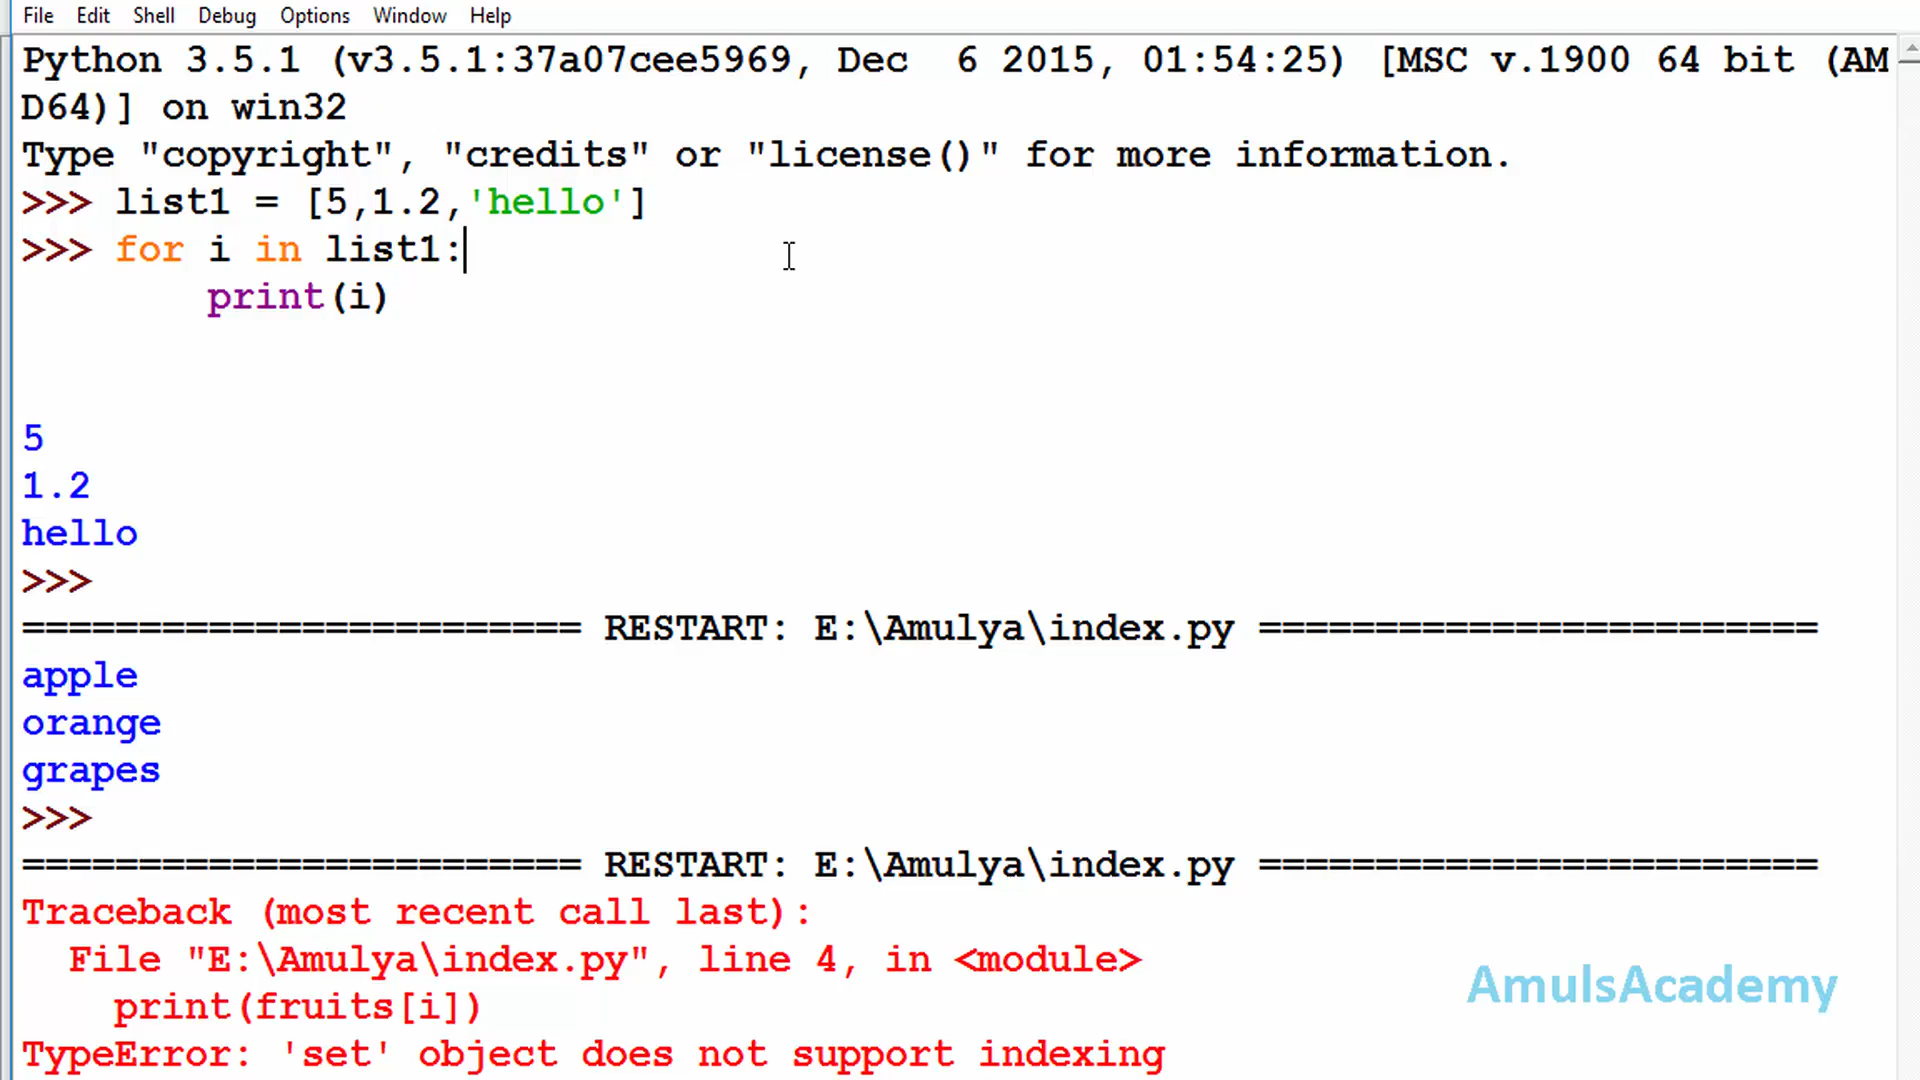 File Edit Shell Debug Options Window Help
Python 3.5.1 (v3.5.1:37a07cee5969, Dec  6 2015, 01:54:25) [MSC v.1900 64 bit (AM
D64)] on win32
Type "copyright", "credits" or "license()" for more information.
>>> list1 = [5,1.2,'hello']
>>> for i in list1:
        print(i)
5
1.2
hello
>>>
======================== RESTART: E:\Amulya\index.py ========================
apple
orange
grapes
>>>
======================== RESTART: E:\Amulya\index.py ========================
Traceback (most recent call last):
  File "E:\Amulya\index.py", line 4, in <module>
    print(fruits[i])
TypeError: 'set' object does not support indexing
AmulsAcademy